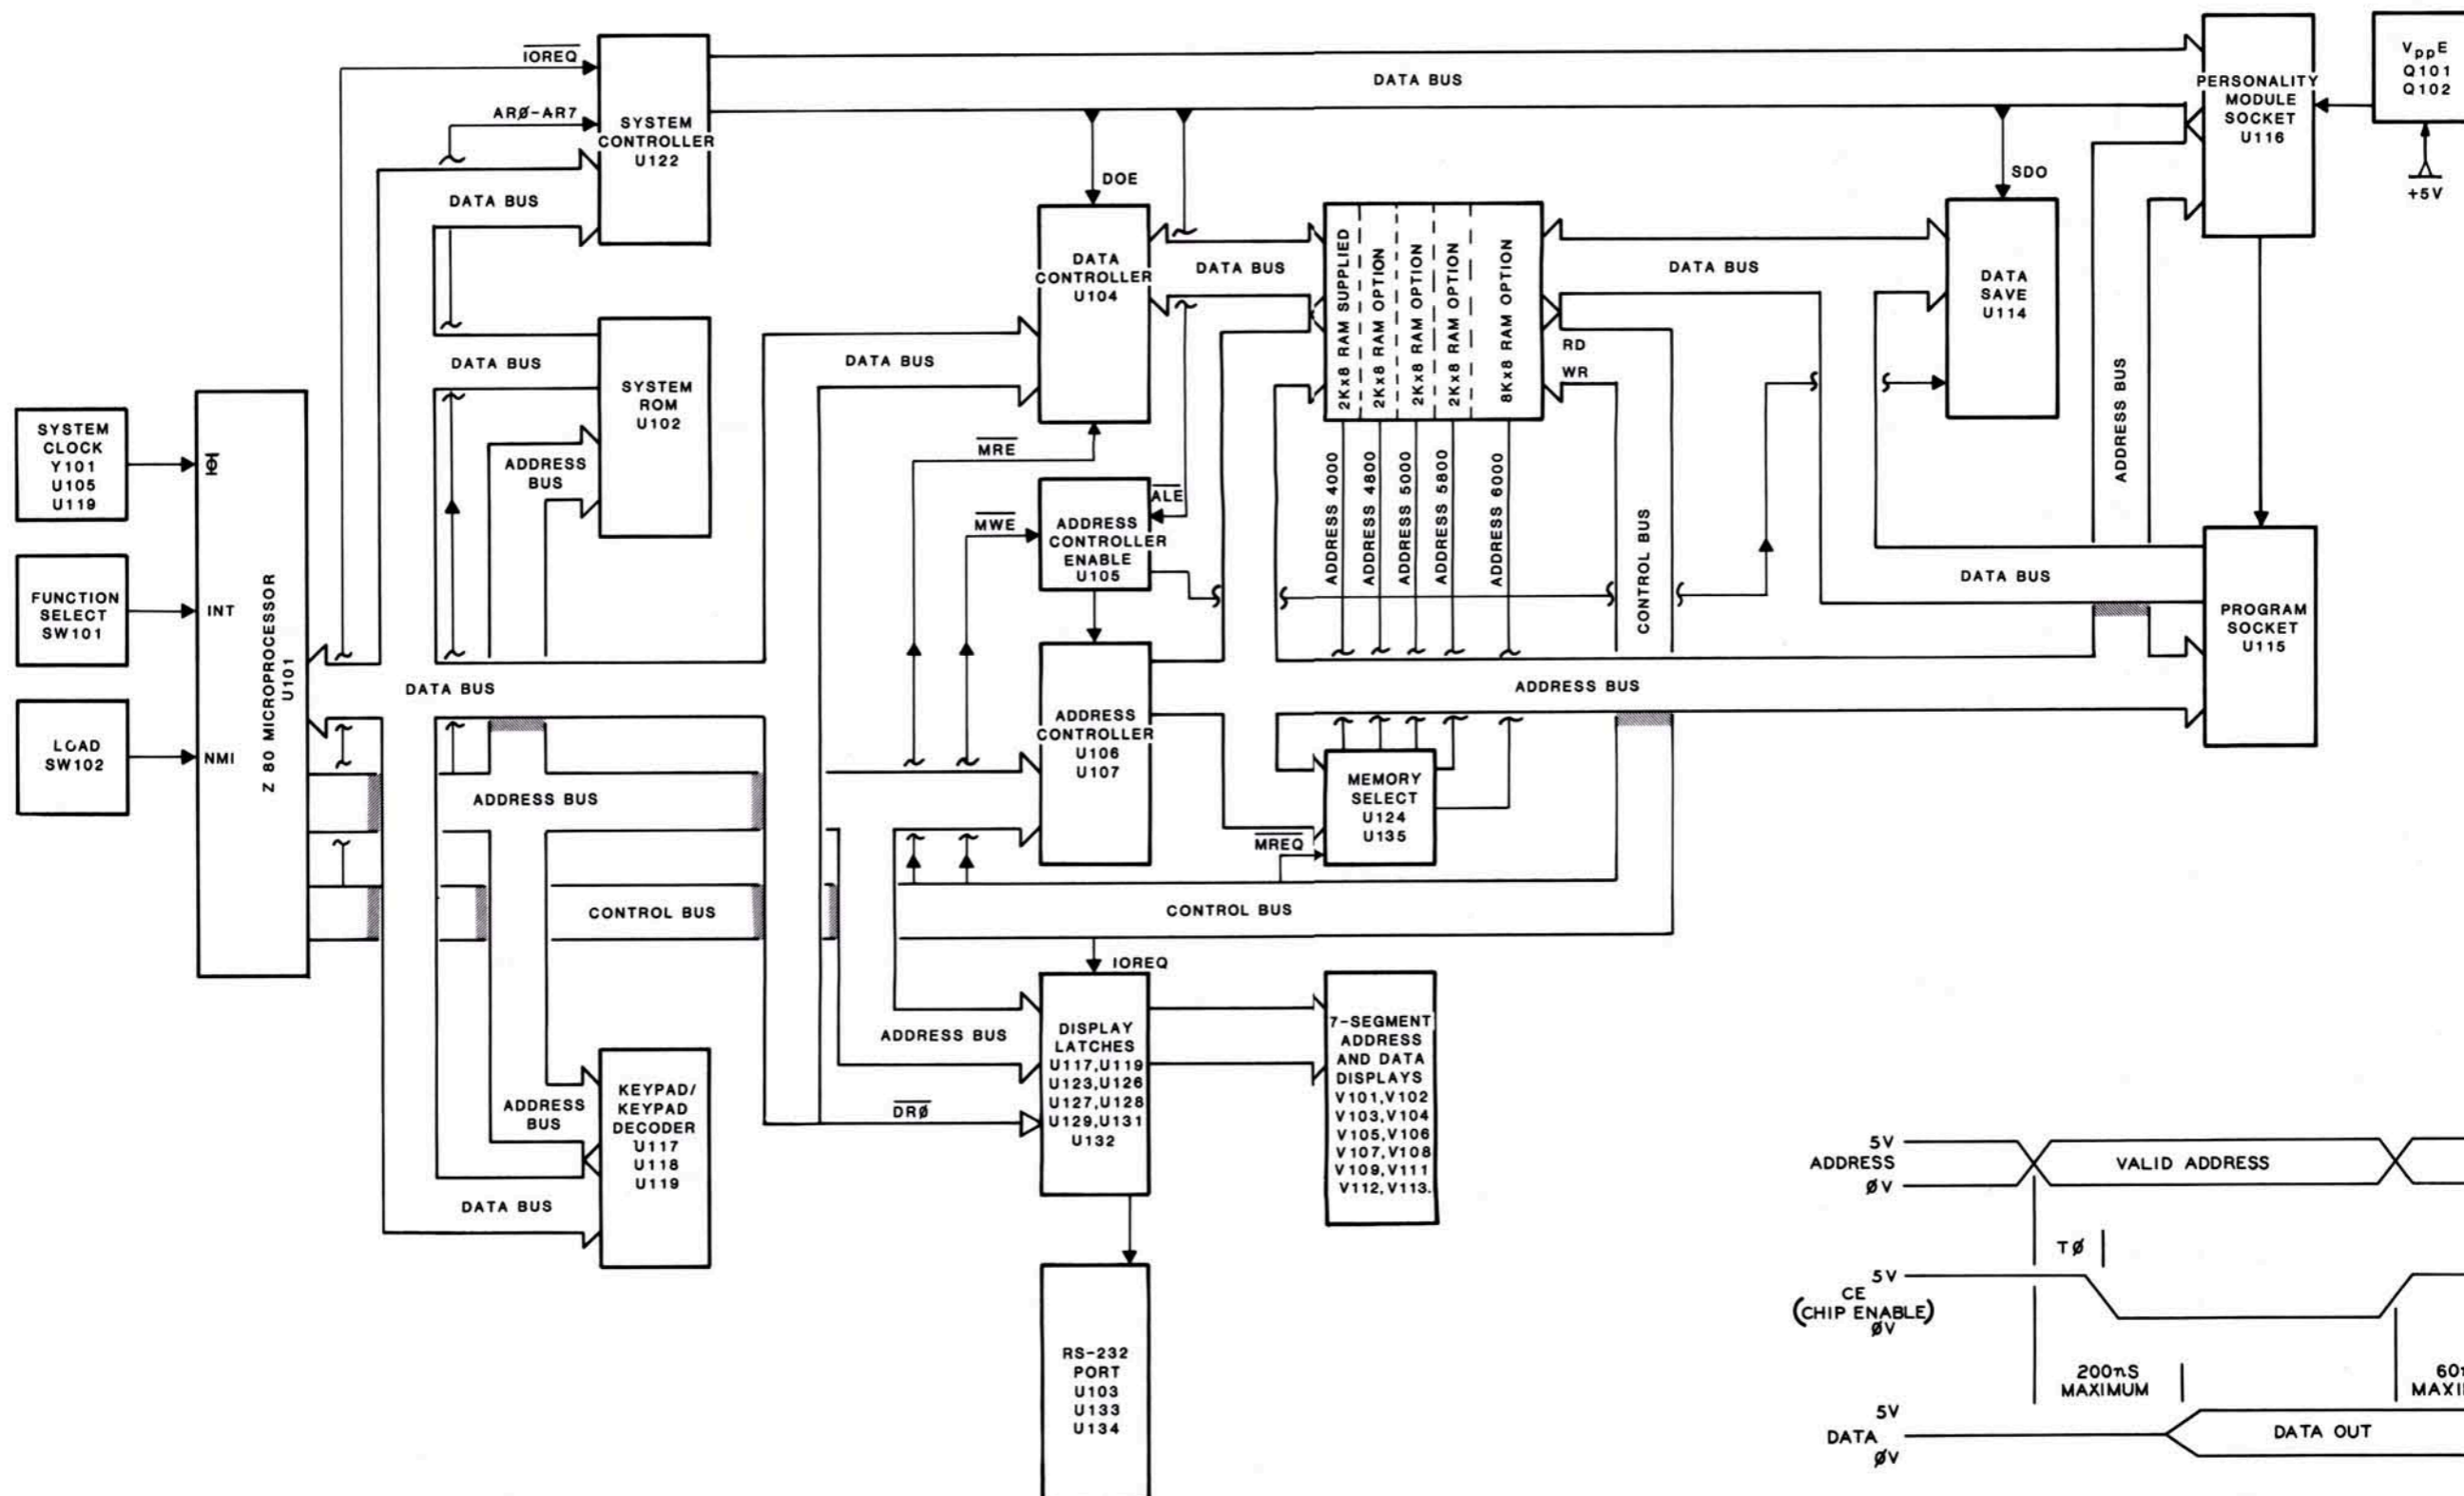 IOREQ
ARØ-AR7
SYSTEM
CONTROLLER
U122
DATA BUS
DATA BUS
PERSONALITY
MODULE
SOCKET
U116
VppE
Q101
Q102
+5V
DOE
SDO
DATA
CONTROLLER
U104
DATA BUS
2Kx8 RAM SUPPLIED
2Kx8 RAM OPTION
2Kx8 RAM OPTION
2Kx8 RAM OPTION
8Kx8 RAM OPTION
RD
WR
DATA BUS
DATA
SAVE
U114
DATA BUS
SYSTEM
ROM
U102
ADDRESS
BUS
DATA BUS
SYSTEM
CLOCK
Y101
U105
U119
Φ
FUNCTION
SELECT
SW101
INT
LOAD
SW102
NMI
Z 80 MICROPROCESSOR
U101
MRE
MWE
ALE
ADDRESS
CONTROLLER
ENABLE
U105
ADDRESS 4000
ADDRESS 4800
ADDRESS 5000
ADDRESS 5800
ADDRESS 6000
CONTROL BUS
ADDRESS BUS
DATA BUS
PROGRAM
SOCKET
U115
DATA BUS
ADDRESS BUS
ADDRESS
CONTROLLER
U106
U107
ADDRESS BUS
MEMORY
SELECT
U124
U135
MREQ
CONTROL BUS
CONTROL BUS
IOREQ
ADDRESS BUS
DISPLAY
LATCHES
U117,U119
U123,U126
U127,U128
U129,U131
U132
DRØ
7-SEGMENT
ADDRESS
AND DATA
DISPLAYS
V101,V102
V103,V104
V105,V106
V107,V108
V109,V111
V112,V113.
ADDRESS
BUS
KEYPAD/
KEYPAD
DECODER
U117
U118
U119
DATA BUS
RS-232
PORT
U103
U133
U134
5V
ADDRESS
ØV
VALID ADDRESS
TØ
5V
CE
(CHIP ENABLE)
ØV
200nS
MAXIMUM
5V
DATA
ØV
DATA OUT